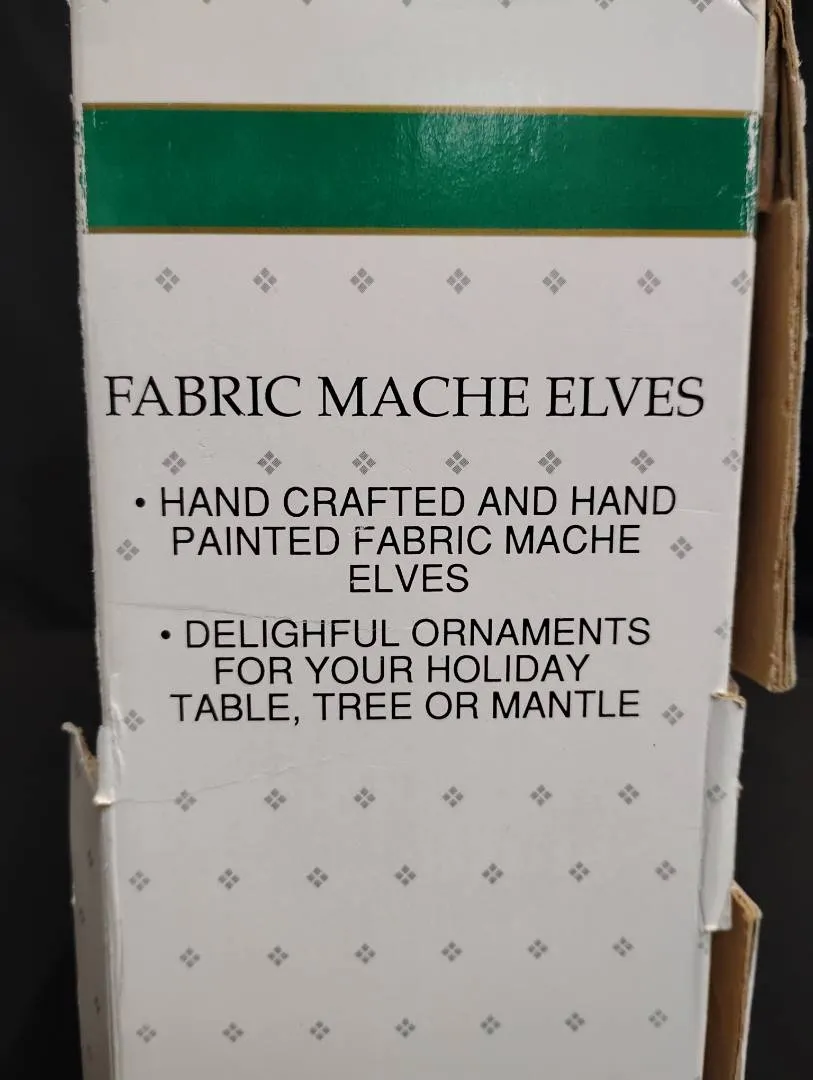 FABRIC MACHE ELVES
• HAND CRAFTED AND HAND
PAINTED FABRIC MACHE
ELVES
• DELIGHFUL ORNAMENTS
FOR YOUR HOLIDAY
TABLE, TREE OR MANTLE